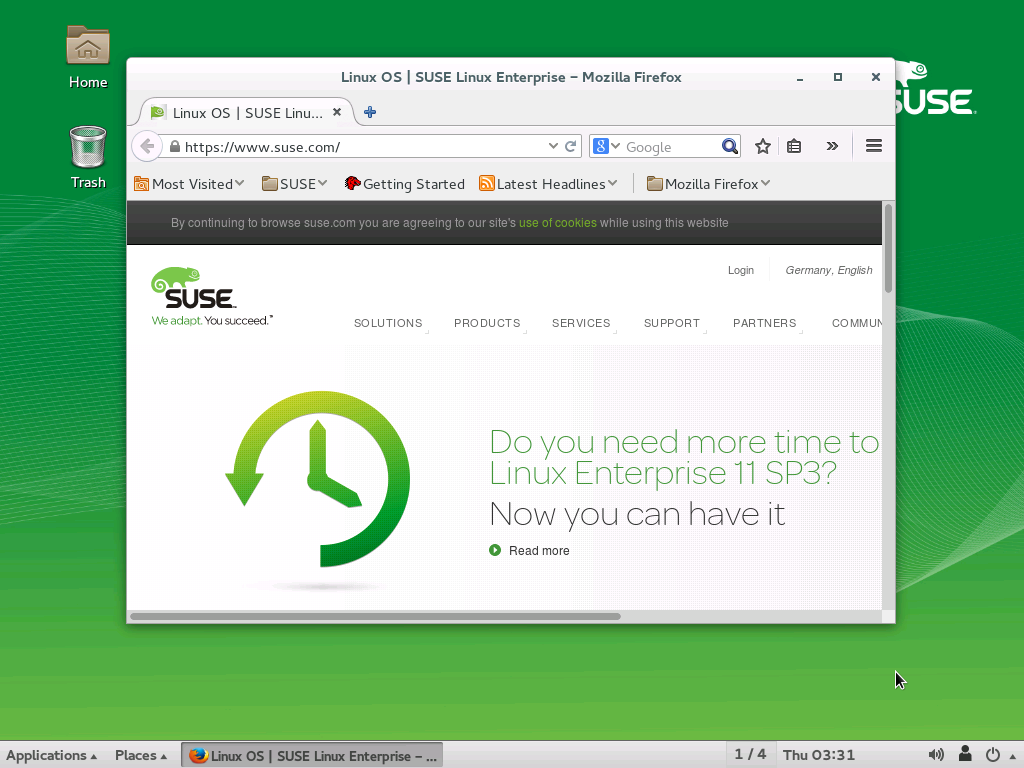 Home
Trash
SUSE
Linux OS | SUSE Linux Enterprise – Mozilla Firefox
Linux OS | SUSE Linu...
https://www.suse.com/
8 Google
Most Visited SUSE Getting Started Latest Headlines Mozilla Firefox
By continuing to browse suse.com you are agreeing to our site's use of cookies while using this website
Login Germany, English
SUSE
We adapt. You succeed.
SOLUTIONS PRODUCTS SERVICES SUPPORT PARTNERS COMMUN
Do you need more time to
Linux Enterprise 11 SP3?
Now you can have it
Read more
Applications Places Linux OS | SUSE Linux Enterprise – ... 1 / 4 Thu 03:31